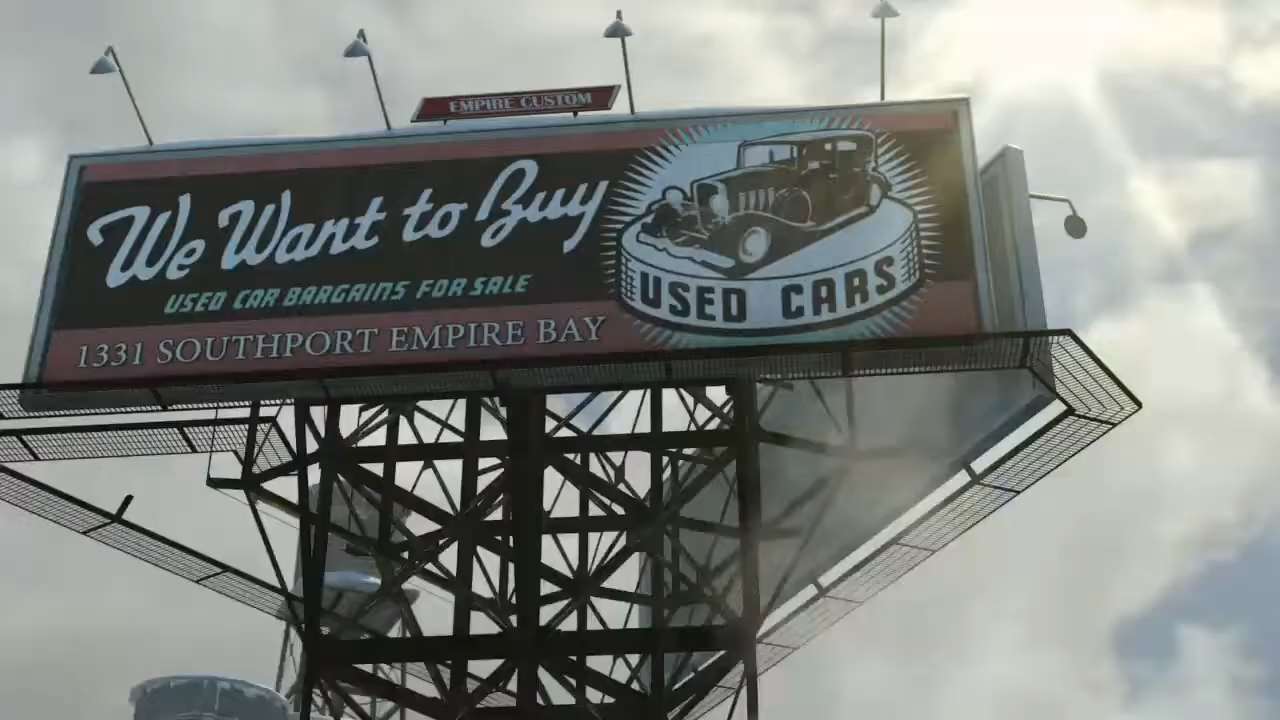 EMPIRE CUSTOM
We Want to Buy
USED CAR BARGAINS FOR SALE
1331 SOUTHPORT EMPIRE BAY
USED CARS